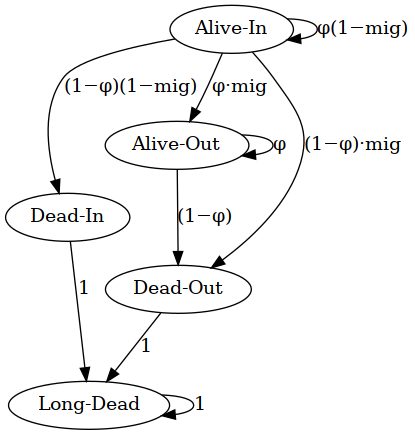 Alive-In
φ(1−mig)
(1−φ)(1−mig)
φ·mig
Alive-Out
φ
(1−φ)·mig
Dead-In
(1−φ)
Dead-Out
1
1
Long-Dead
1